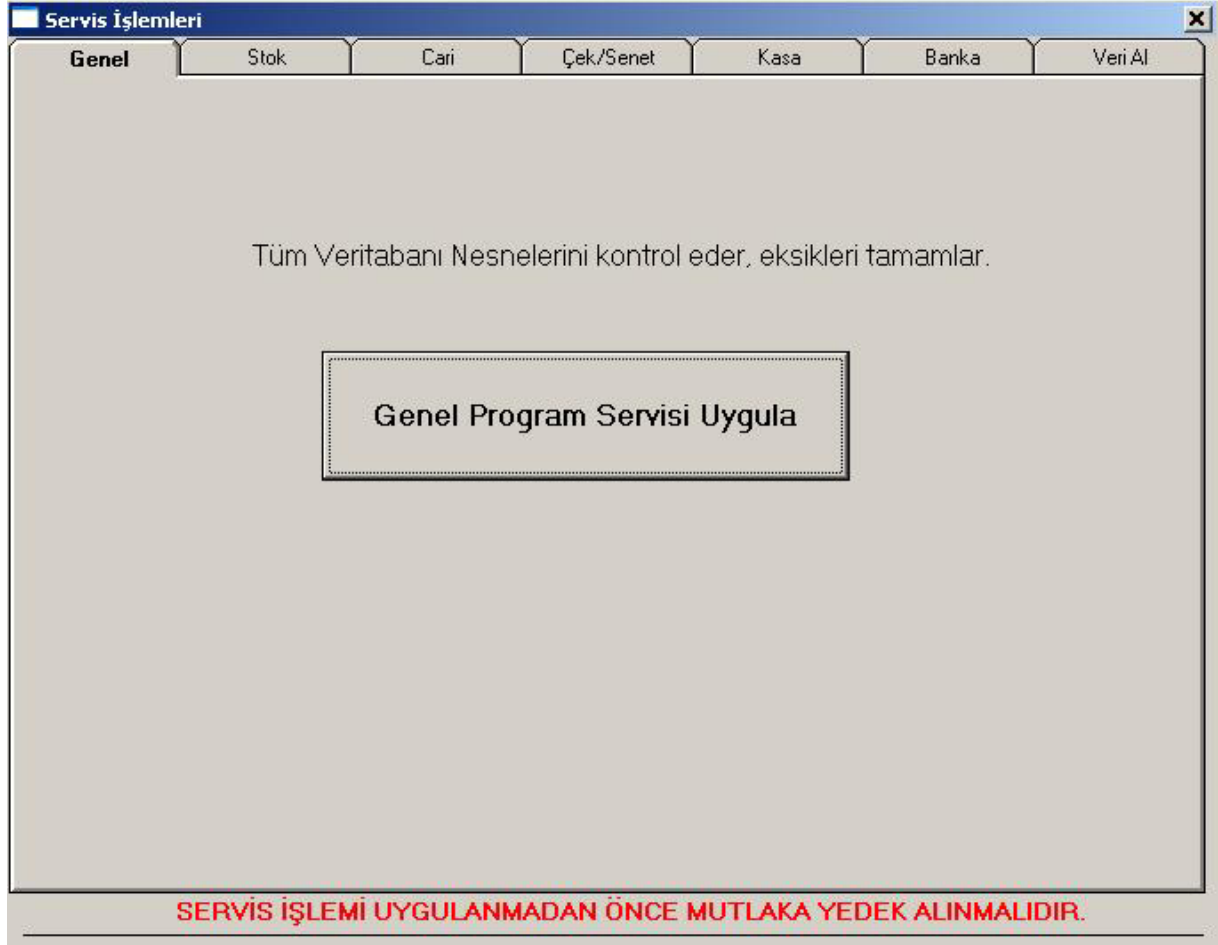 Servis İşlemleri
Genel Stok Cari Çek/Senet Kasa Banka Veri Al
Tüm Veritabanı Nesnelerini kontrol eder, eksikleri tamamlar.
Genel Program Servisi Uygula
SERVİS İŞLEMİ UYGULANMADAN ÖNCE MUTLAKA YEDEK ALINMALIDIR.